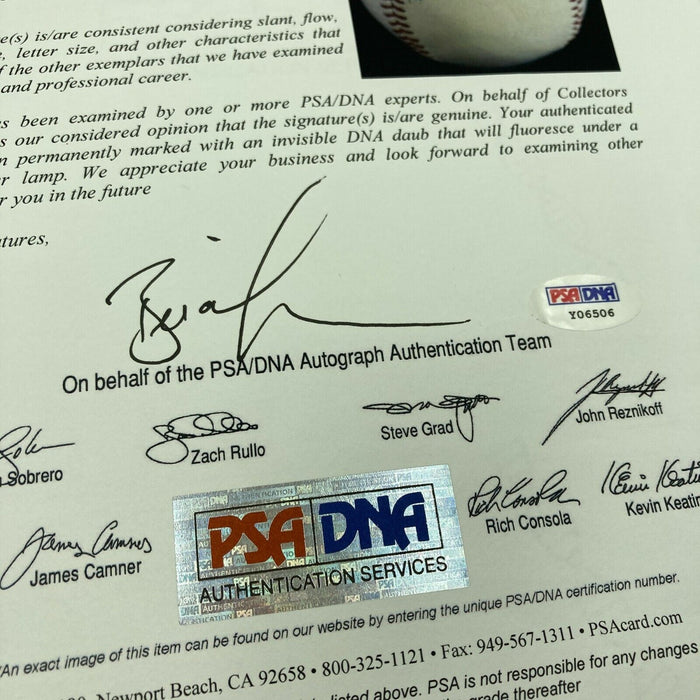 (s) is/are consistent considering slant, flow,
letter size, and other characteristics that
f the other exemplars that we have examined
and professional career.
s been examined by one or more PSA/DNA experts. On behalf of Collectors
s our considered opinion that the signature(s) is/are genuine. Your authenticated
n permanently marked with an invisible DNA daub that will fluoresce under a
r lamp. We appreciate your business and look forward to examining other
r you in the future
tures,
PSA DNA
Y06506
On behalf of the PSA/DNA Autograph Authentication Team
Sobrero
Zach Rullo
Steve Grad
John Reznikoff
James Camner
James Camner
Rich Consola
Rich Consola
Kevin Keatin
PSA DNA
AUTHENTICATION SERVICES
An exact image of this item can be found on our website by entering the unique PSA/DNA certification number.
Newport Beach, CA 92658 • 800-325-1121 • Fax: 949-567-1311 • PSAcard.com
listed above. PSA is not responsible for any changes
grade thereafter